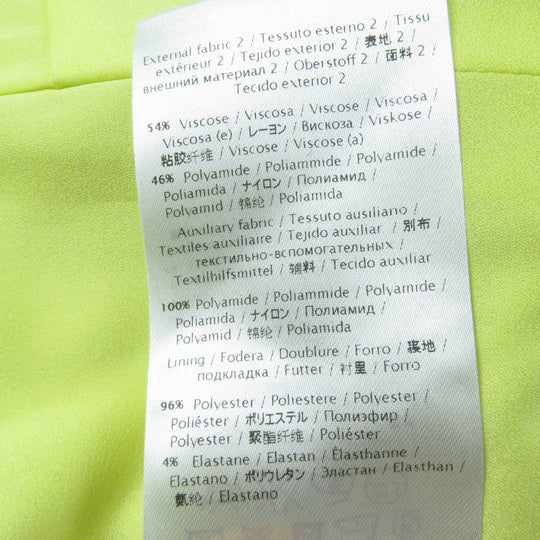 External fabric 2 / Tessuto esterno 2 / Tissu
extérieur 2 / Tejido exterior 2 / 表地 2 /
внешний материал 2 / Oberstoff 2 / 面料 2 /
Tecido exterior 2
54% Viscose / Viscosa / Viscose / Viscosa /
Viscosa (e) / レーヨン / Вискоза / Viskose /
粘胶纤维 / Viscose / Viscose (a)
46% Polyamide / Poliammide / Polyamide /
Poliamida / ナイロン / Полиамид /
Polyamid / 锦纶 / Poliamida
Auxiliary fabric / Tessuto ausiliario /
Textiles auxiliaire / Tejido auxiliar / 別布 /
текстильно-вспомогательных /
Textilhilfsmittel / 辅料 / Tecido auxiliar
100% Polyamide / Poliammide / Polyamide /
Poliamida / ナイロン / Полиамид /
Polyamid / 锦纶 / Poliamida
Lining / Fodera / Doublure / Forro / 裏地 /
подкладка / Futter / 衬里 / Forro
96% Polyester / Poliestere / Polyester /
Poliéster / ポリエステル / Полиэфир /
Polyester / 聚酯纤维 / Poliéster
4% Elastane / Elastan / Élasthanne /
Elastano / ポリウレタン / Эластан / Elasthan /
氨纶 / Elastano